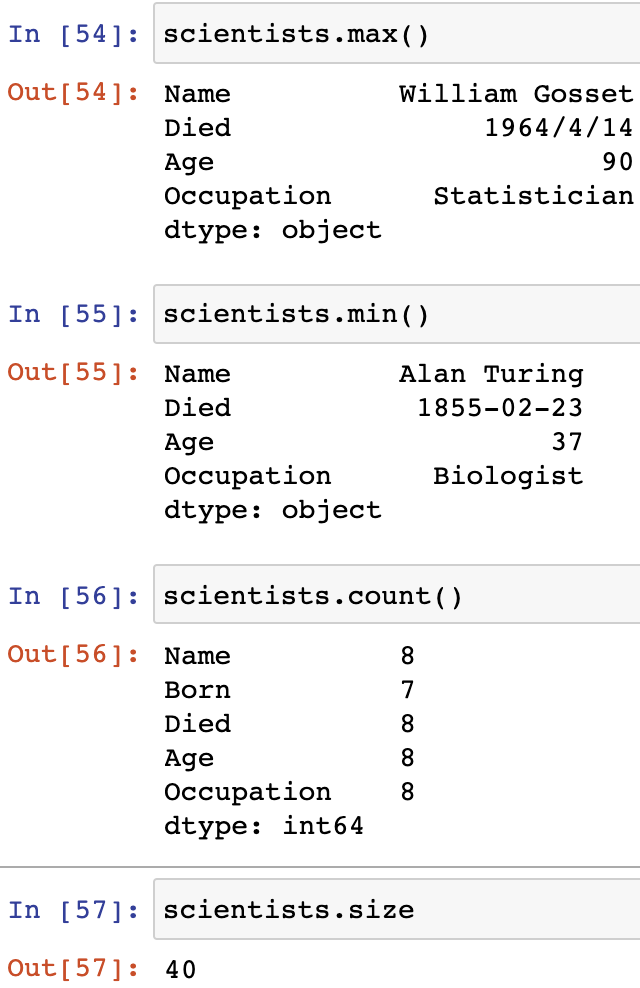 In [54]: scientists.max()
Out[54]: Name William Gosset
Died 1964/4/14
Age 90
Occupation Statistician
dtype: object
In [55]: scientists.min()
Out[55]: Name Alan Turing
Died 1855-02-23
Age 37
Occupation Biologist
dtype: object
In [56]: scientists.count()
Out[56]: Name 8
Born 7
Died 8
Age 8
Occupation 8
dtype: int64
In [57]: scientists.size
Out[57]: 40